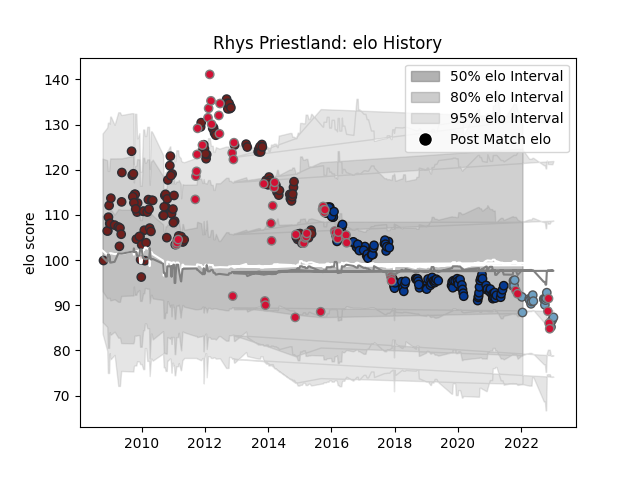 Rhys Priestland: elo History
50% elo Interval
80% elo Interval
95% elo Interval
Post Match elo
elo score
140
130
120
110
100
90
80
70
2010
2012
2014
2016
2018
2020
2022